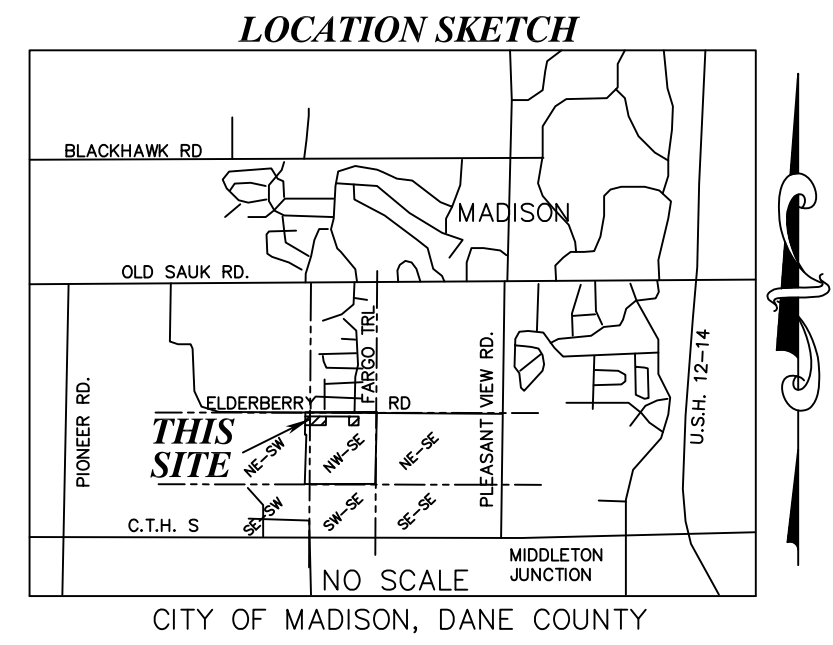 LOCATION SKETCH
BLACKHAWK RD
MADISON
OLD SAUK RD.
FARGO TRL
PIONEER RD.
PLEASANT VIEW RD.
U.S.H. 12-14
ELDERBERRY RD
THIS
SITE
NE-SW
NW-SE
NE-SE
SE-SW
SW-SE
SE-SE
C.T.H. S
MIDDLETON
JUNCTION
NO SCALE
CITY OF MADISON, DANE COUNTY